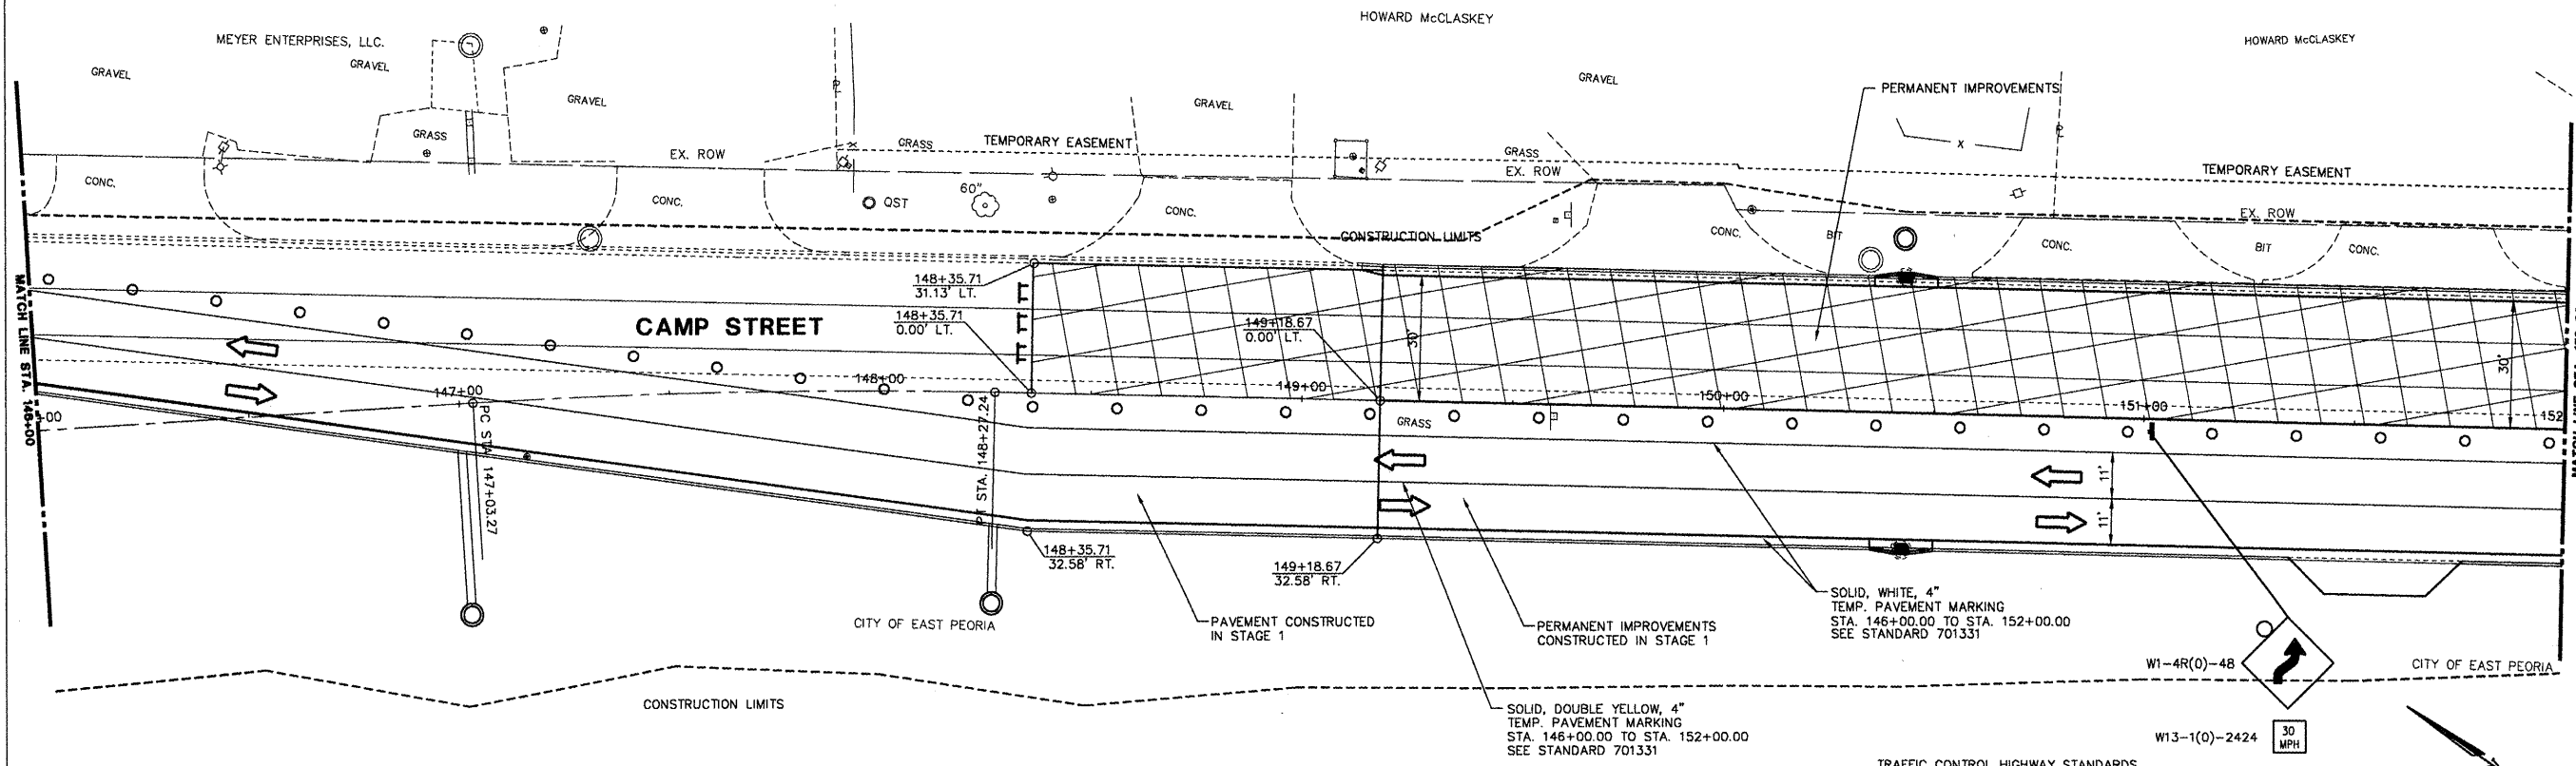 HOWARD McCLASKEY
MEYER ENTERPRISES, LLC.
HOWARD McCLASKEY
GRAVEL
GRAVEL
GRAVEL
GRAVEL
GRAVEL
PERMANENT IMPROVEMENTS
GRASS
GRASS
TEMPORARY EASEMENT
GRASS
EX. ROW
EX. ROW
TEMPORARY EASEMENT
CONC.
CONC.
60"
QST
CONC.
EX. ROW
CONSTRUCTION LIMITS
CONC.
BIT
CONC.
BIT
CONC.
148+35.71
31.13' LT.
148+35.71
0.00' LT.
149+18.67
0.00' LT.
CAMP STREET
30'
30'
MATCH LINE STA. 146+00
+00
147+00
148+00
149+00
150+00
151+00
152
GRASS
PC STA. 147+03.27
PT STA. 148+27.24
11'
11'
148+35.71
32.58' RT.
149+18.67
32.58' RT.
CITY OF EAST PEORIA
PAVEMENT CONSTRUCTED
IN STAGE 1
PERMANENT IMPROVEMENTS
CONSTRUCTED IN STAGE 1
SOLID, WHITE, 4"
TEMP. PAVEMENT MARKING
STA. 146+00.00 TO STA. 152+00.00
SEE STANDARD 701331
W1-4R(O)-48
CITY OF EAST PEORIA
CONSTRUCTION LIMITS
SOLID, DOUBLE YELLOW, 4"
TEMP. PAVEMENT MARKING
STA. 146+00.00 TO STA. 152+00.00
SEE STANDARD 701331
W13-1(O)-2424
30
MPH
TRAFFIC CONTROL HIGHWAY STANDARDS